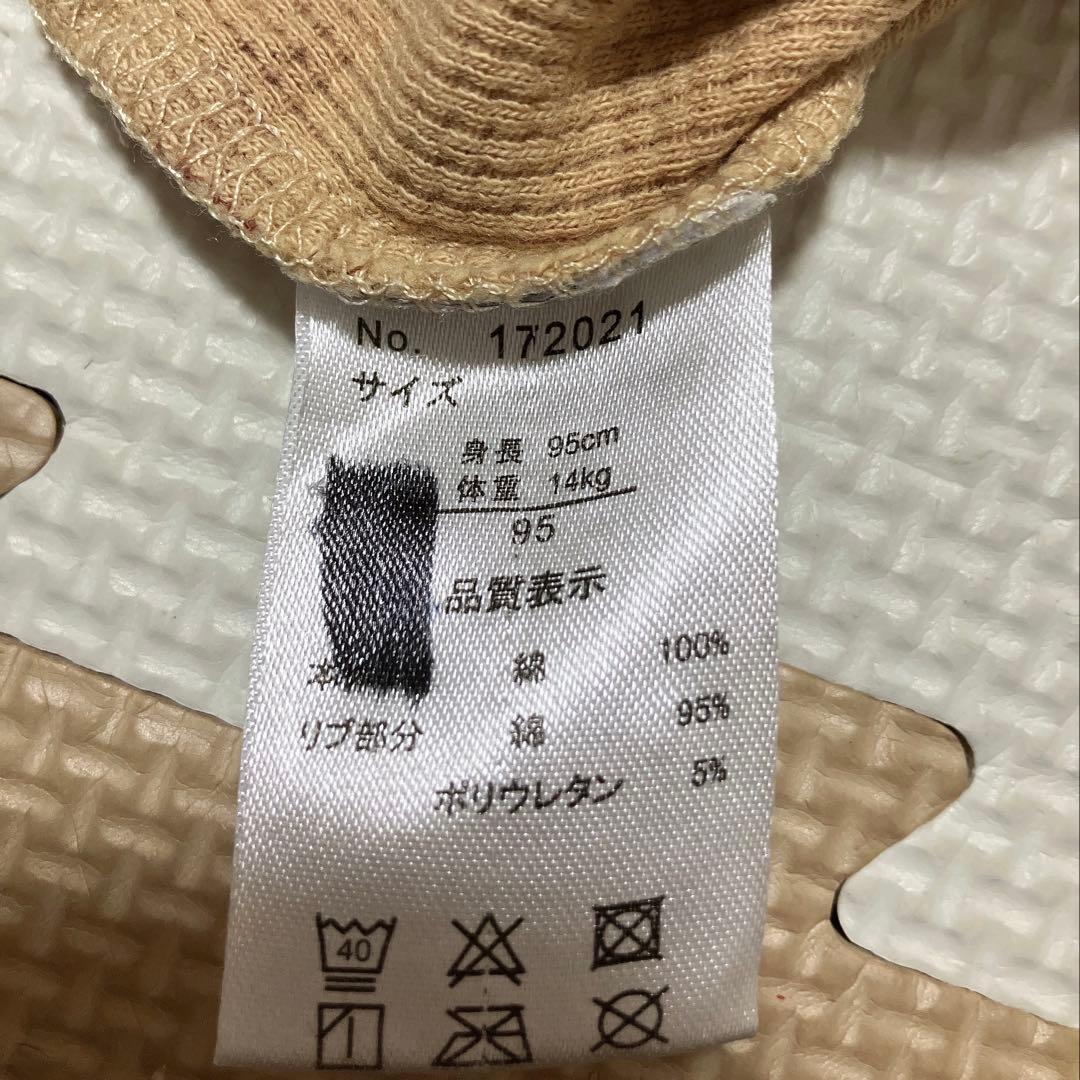 No. 172021
サイズ
身長 95cm
体重 14kg
95
品質表示
本 綿 100%
リブ部分 綿 95%
ポリウレタン 5%
40